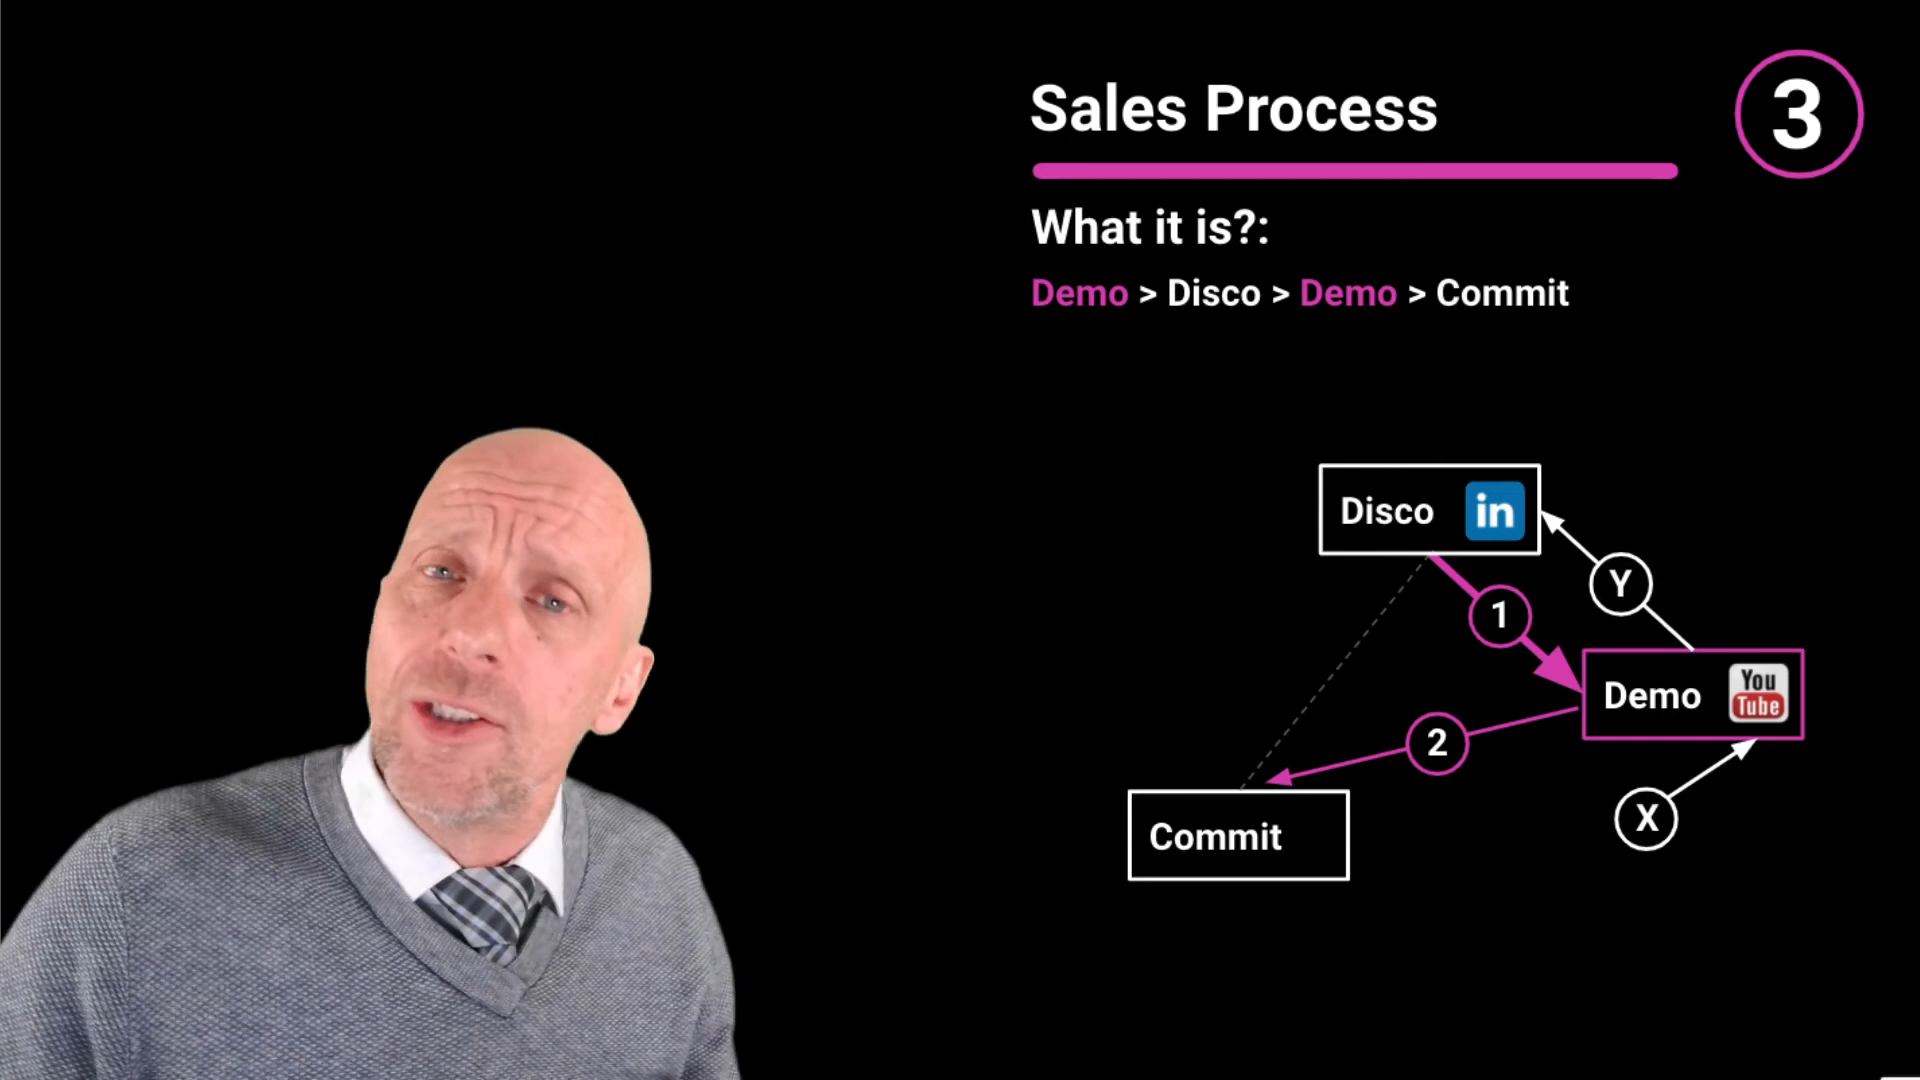 Sales Process
3
What it is?:
Demo > Disco > Demo > Commit
Disco in
Y
1
Demo You Tube
2
X
Commit